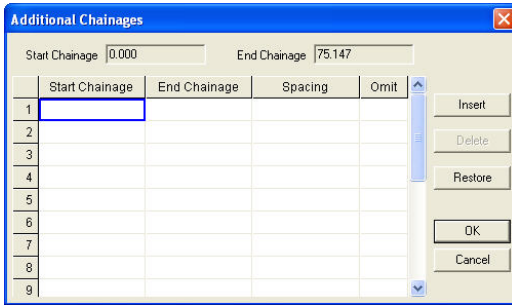 Additional Chainages
Start Chainage 0.000 End Chainage 75.147
Start Chainage End Chainage Spacing Omit
1 Insert
2
3 Delete
4 Restore
5
6
7 OK
8 Cancel
9